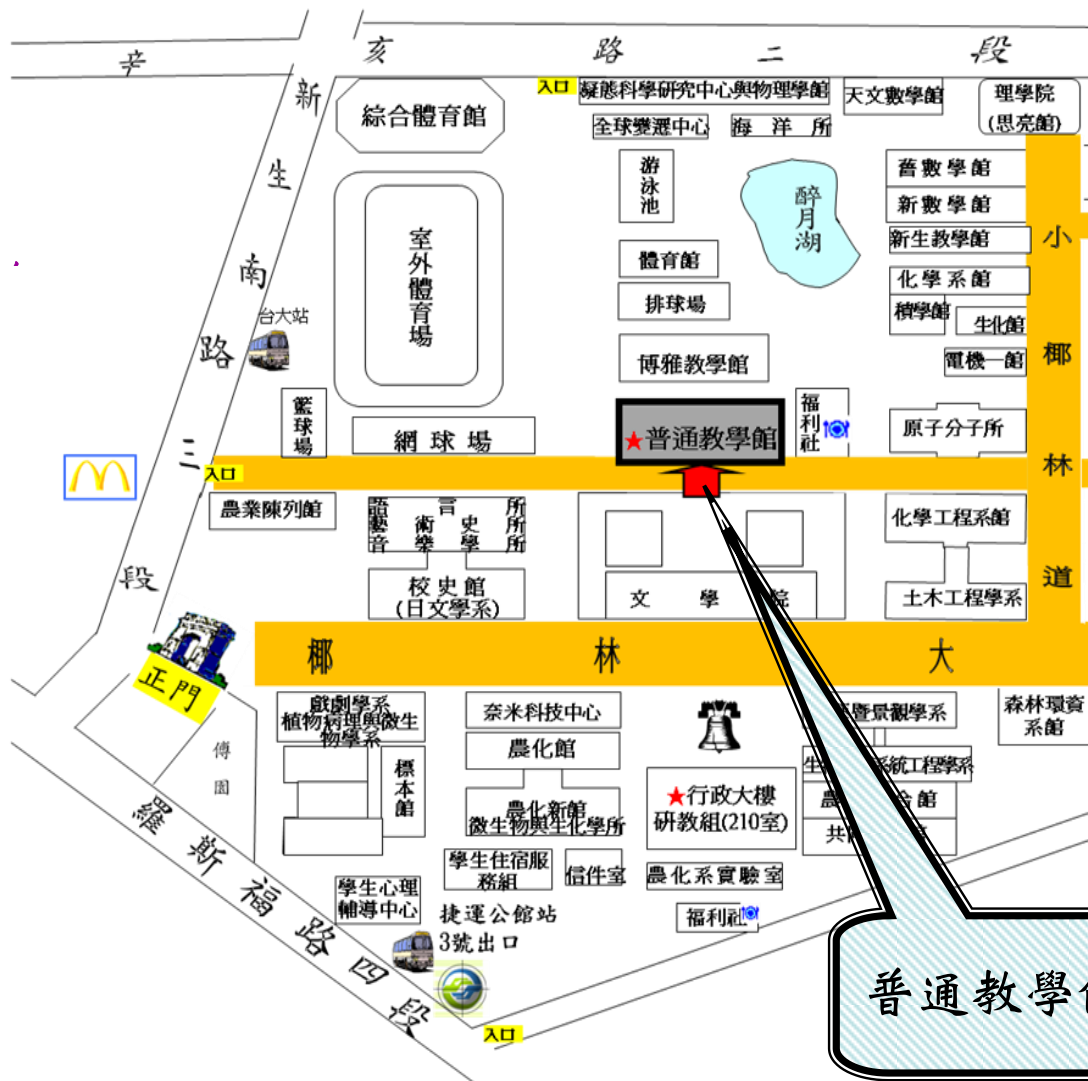 辛亥路二段
新生南路三段
入口
凝態科學研究中心與物理學館
天文數學館
理學院
(思亮館)
綜合體育館
全球變遷中心
海洋所
游泳池
醉月湖
舊數學館
新數學館
新生教學館
小椰林道
室外體育場
體育館
化學系館
排球場
積學館
生化館
台大站
博雅教學館
電機一館
籃球場
網球場
★普通教學館
福利社
原子分子所
入口
農業陳列館
語言所
藝術史所
音樂學所
化學工程系館
校史館
(日文學系)
文學院
土木工程學系
正門
椰林大
戲劇學系
植物病理與微生
物學系
奈米科技中心
暨景觀學系
森林環資
系館
傅園
標本館
農化館
生
系統工程學系
農化新館
微生物與生化學所
★行政大樓
研教組(210室)
農
館
共
學生住宿服
務組
信件室
農化系實驗室
學生心理
輔導中心
福利社
捷運公館站
3號出口
羅斯福路四段
入口
普通教學